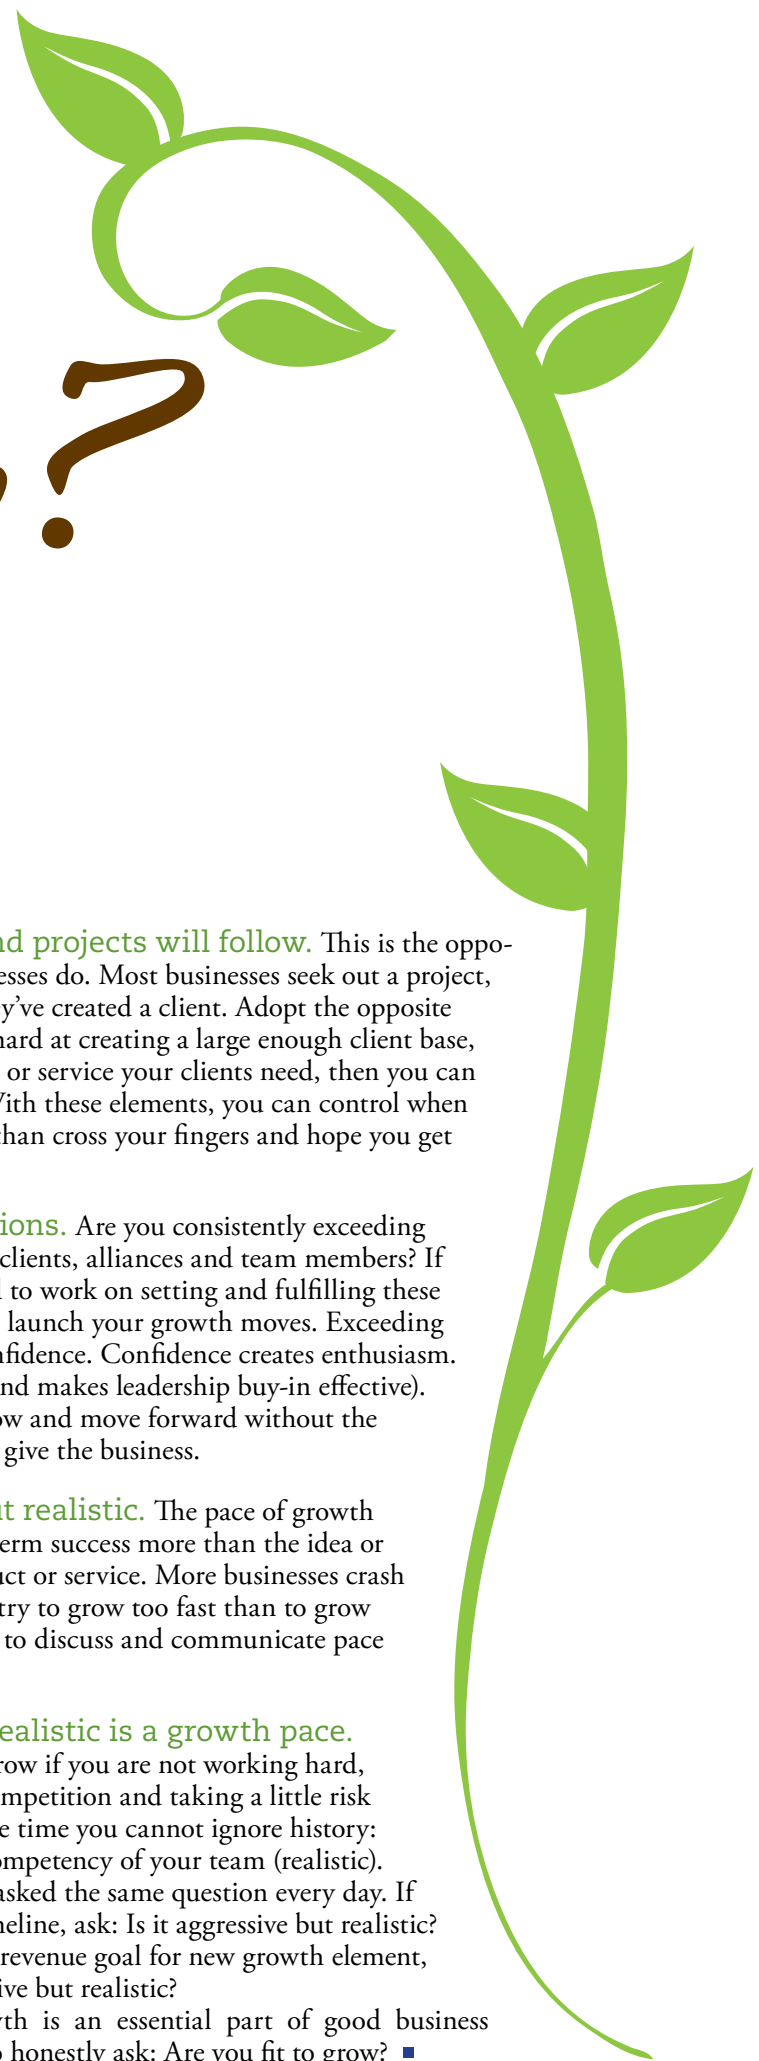 ?
nd projects will follow. This is the oppo-
esses do. Most businesses seek out a project,
ey’ve created a client. Adopt the opposite
hard at creating a large enough client base,
or service your clients need, then you can
With these elements, you can control when
than cross your fingers and hope you get
ions. Are you consistently exceeding
clients, alliances and team members? If
to work on setting and fulfilling these
launch your growth moves. Exceeding
nfidence. Confidence creates enthusiasm.
nd makes leadership buy-in effective).
ow and move forward without the
give the business.
ut realistic. The pace of growth
erm success more than the idea or
uct or service. More businesses crash
try to grow too fast than to grow
to discuss and communicate pace
ealistic is a growth pace.
row if you are not working hard,
mpetition and taking a little risk
e time you cannot ignore history:
ompetency of your team (realistic).
asked the same question every day. If
meline, ask: Is it aggressive but realistic?
revenue goal for new growth element,
ive but realistic?
wth is an essential part of good business
o honestly ask: Are you fit to grow?